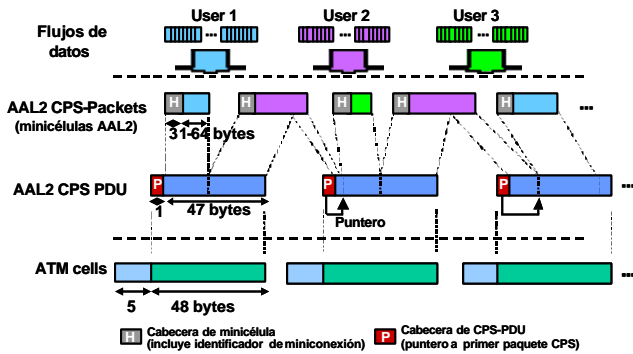 User 1
User 2
User 3
Flujos de
datos
...
...
...
AAL2 CPS-Packets
(minicélulas AAL2)
H
H
H
H
H
...
31-64 bytes
AAL2 CPS PDU
P
P
P
...
1
47 bytes
Puntero
ATM cells
...
5
48 bytes
H
Cabecera de minicélula
(incluye identificador de miniconexión)
P
Cabecera de CPS-PDU
(puntero a primer paquete CPS)